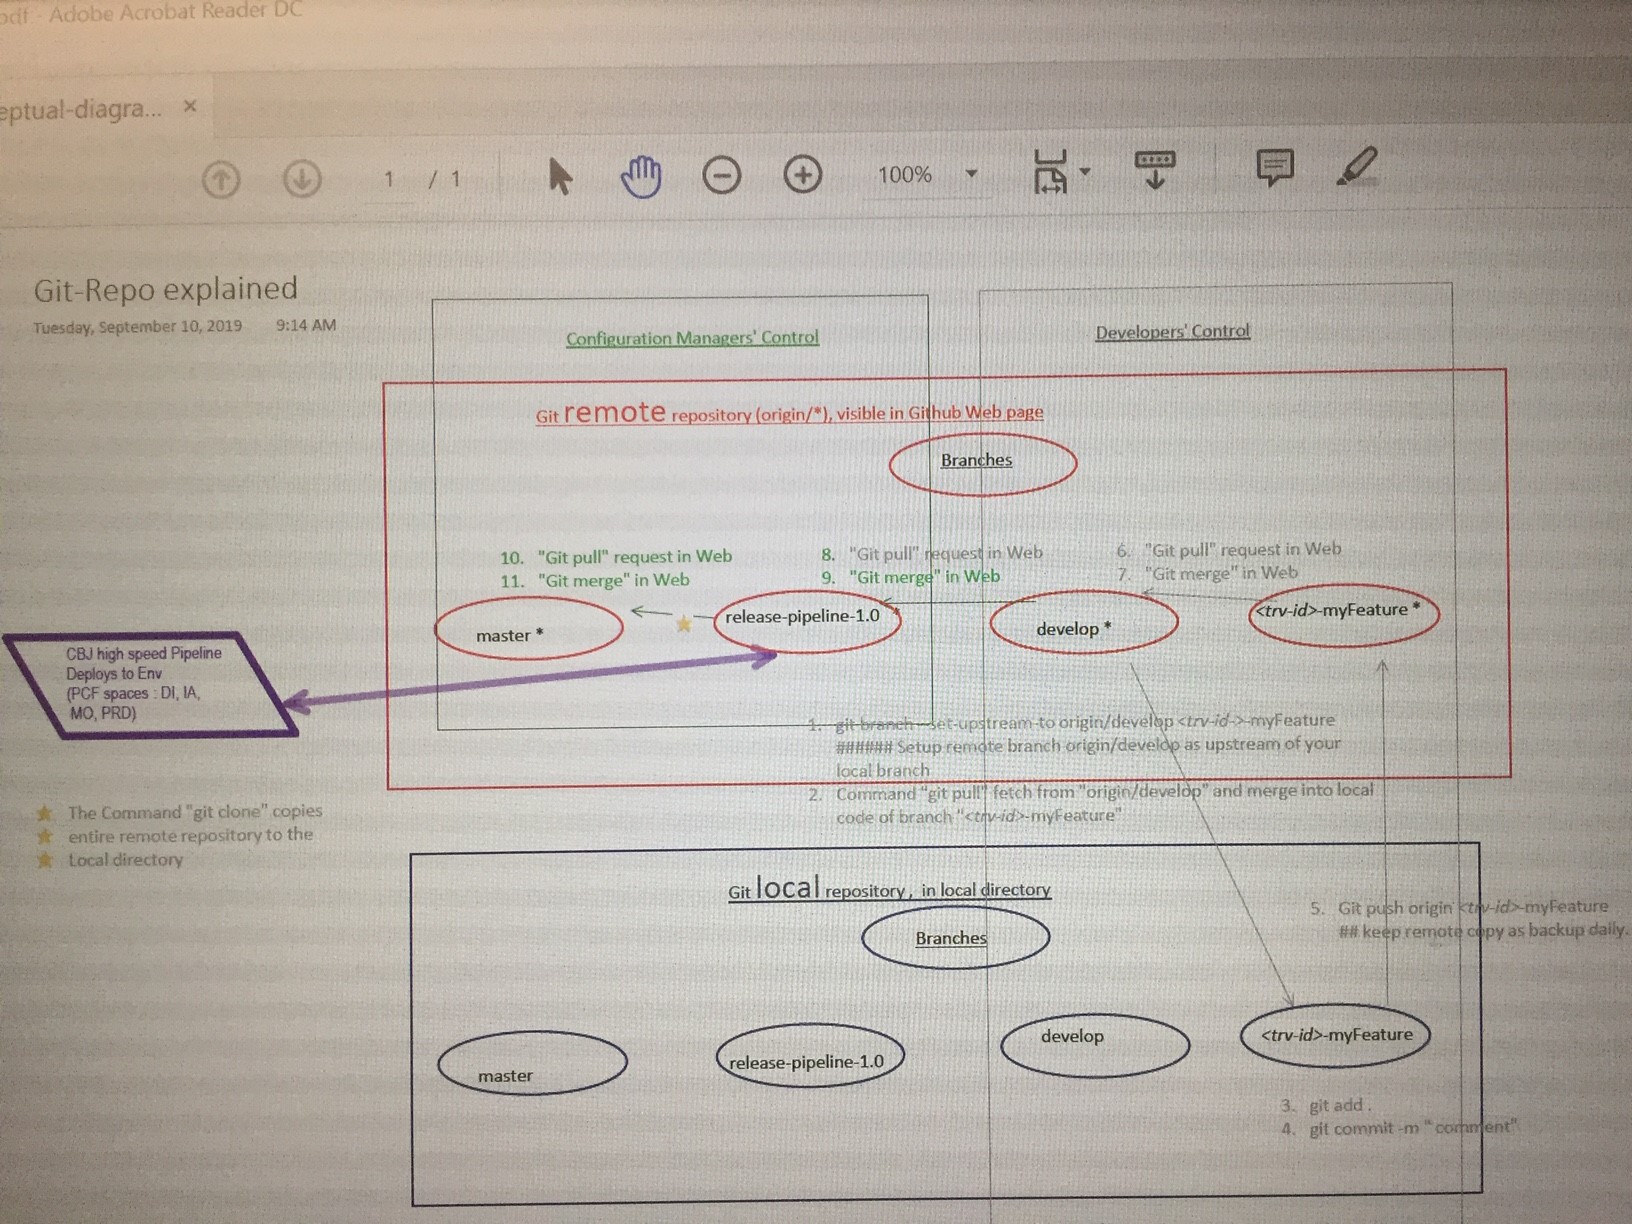 pdf - Adobe Acrobat Reader DC
eptual-diagra... ×
1 / 1
100%
Git-Repo explained
Tuesday, September 10, 2019 9:14 AM
Configuration Managers' Control
Developers' Control
Git remote repository (origin/*), visible in Github Web page
Branches
10. "Git pull" request in Web
11. "Git merge" in Web
8. "Git pull" request in Web
9. "Git merge" in Web
6. "Git pull" request in Web
7. "Git merge" in Web
master *
release-pipeline-1.0 *
develop *
<trv-id>-myFeature *
CBJ high speed Pipeline
Deploys to Env
(PCF spaces : DI, IA,
MO, PRD)
1. git branch --set-upstream-to origin/develop <trv-id->-myFeature
###### Setup remote branch origin/develop as upstream of your
local branch
2. Command "git pull" fetch from "origin/develop" and merge into local
code of branch "<trv-id>-myFeature"
The Command "git clone" copies
entire remote repository to the
Local directory
Git local repository, in local directory
Branches
5. Git push origin <trv-id>-myFeature
## keep remote copy as backup daily.
master
release-pipeline-1.0
develop
<trv-id>-myFeature
3. git add .
4. git commit -m " comment"